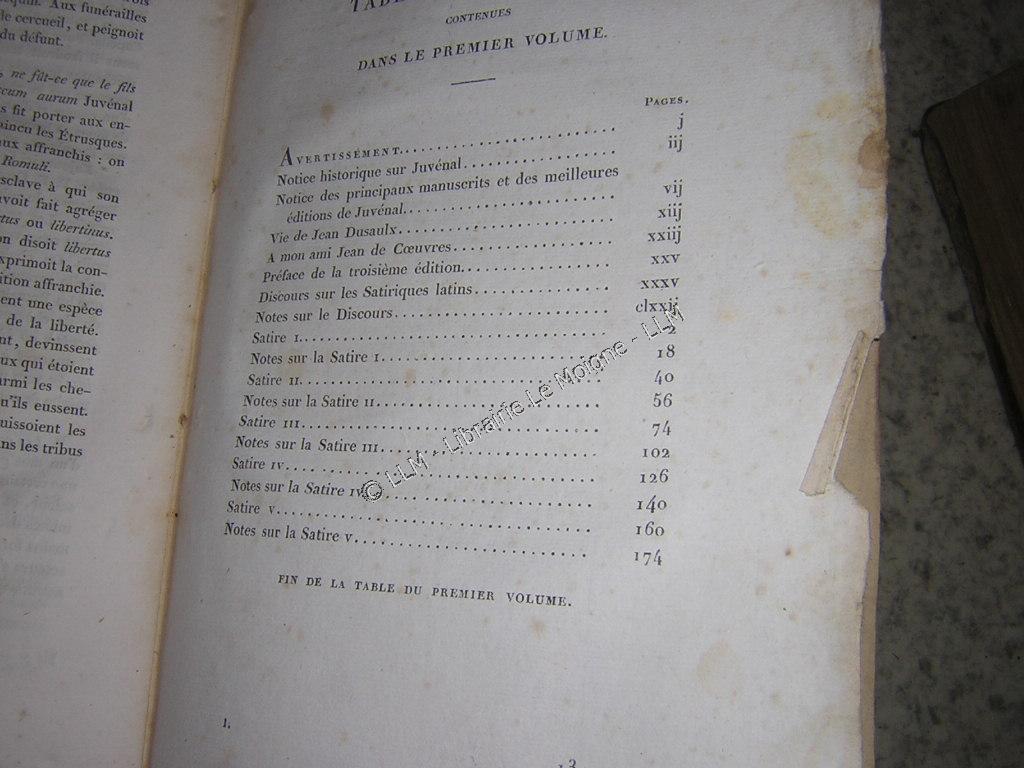 Aux funérailles
le cercueil, et peignoit
du défunt.
ne fût-ce que le fils
aurum Juvénal
fit porter aux en-
les Étrusques.
aux affranchis : on
Romuli.
esclave à qui son
avoit fait agréger
ou libertinus.
on disoit libertus
exprimoit la con-
affranchie.
une espèce
de la liberté.
devinssent
qui étoient
les che-
qu'ils eussent.
les
les tribus
TABLE
CONTENUES
DANS LE PREMIER VOLUME.
PAGES.
AVERTISSEMENT. j
Notice historique sur Juvénal. iij
Notice des principaux manuscrits et des meilleures
éditions de Juvénal. vij
Vie de Jean Dusaulx. xiij
A mon ami Jean de Cœuvres. xxiij
Préface de la troisième édition. xxv
Discours sur les Satiriques latins. xxxv
Notes sur le Discours. clxxij
Satire I. 2
Notes sur la Satire I. 18
Satire II. 40
Notes sur la Satire II. 56
Satire III. 74
Notes sur la Satire III. 102
Satire IV. 126
Notes sur la Satire IV. 140
Satire V. 160
Notes sur la Satire V. 174
FIN DE LA TABLE DU PREMIER VOLUME.
1.
13
© LLM - Librairie Le Moigne - LLM